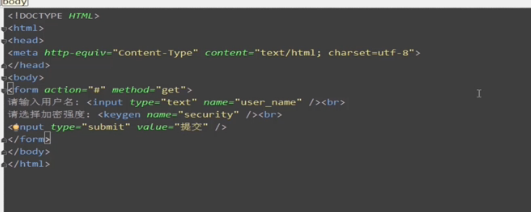 body
<!DOCTYPE HTML>
<html>
<head>
<meta http-equiv="Content-Type" content="text/html; charset=utf-8">
</head>
<body>
<form action="#" method="get">
请输入用户名: <input type="text" name="user_name" /><br>
请选择加密强度: <keygen name="security" /><br>
<input type="submit" value="提交" />
</form>
</body>
</html>